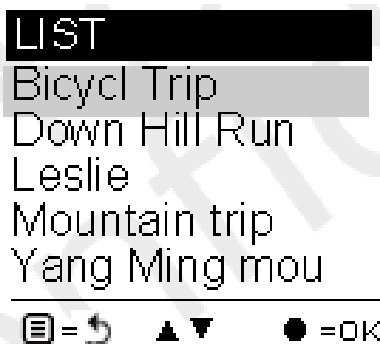 LIST
Bicycl Trip
Down Hill Run
Leslie
Mountain trip
Yang Ming mou
= ▲▼ ● =OK